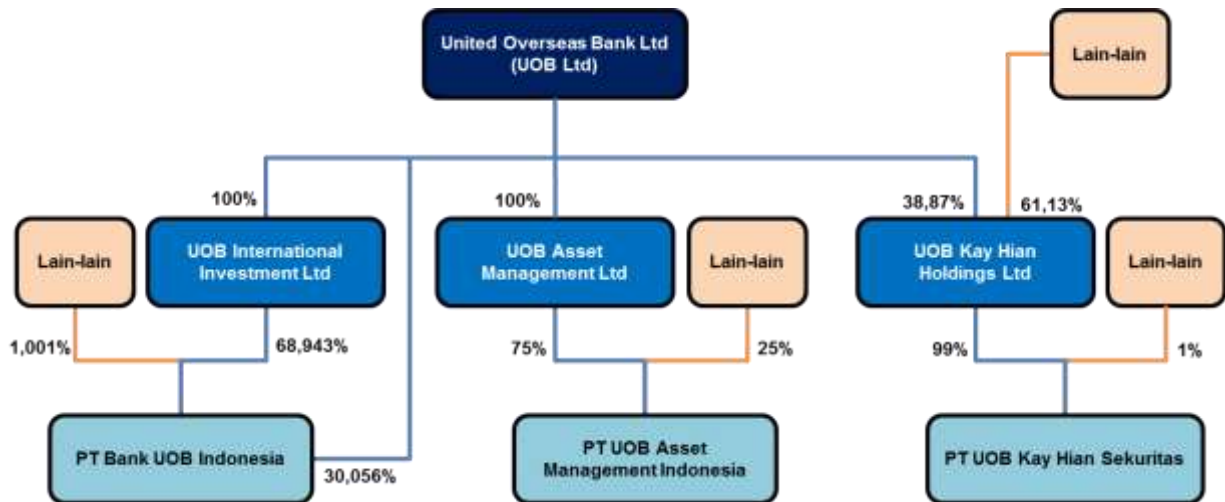 United Overseas Bank Ltd
(UOB Ltd)
Lain-lain
100%
100%
38,87%
61,13%
Lain-lain
UOB International
Investment Ltd
UOB Asset
Management Ltd
Lain-lain
UOB Kay Hian
Holdings Ltd
Lain-lain
1,001%
68,943%
75%
25%
99%
1%
PT Bank UOB Indonesia
30,056%
PT UOB Asset
Management Indonesia
PT UOB Kay Hian Sekuritas